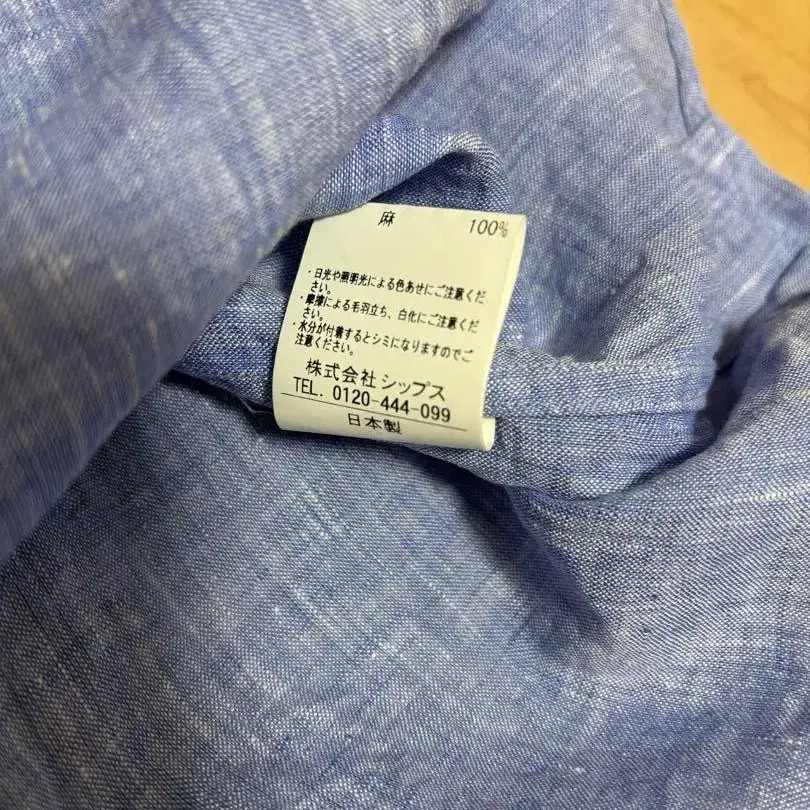 麻 100%
・日光や照明光による色あせにご注意くだ
さい。
・摩擦による毛羽立ち、白化にご注意くだ
さい。
・水分が付着するとシミになりますのでご
注意ください。
株式会社シップス
TEL. 0120-444-099
日本製